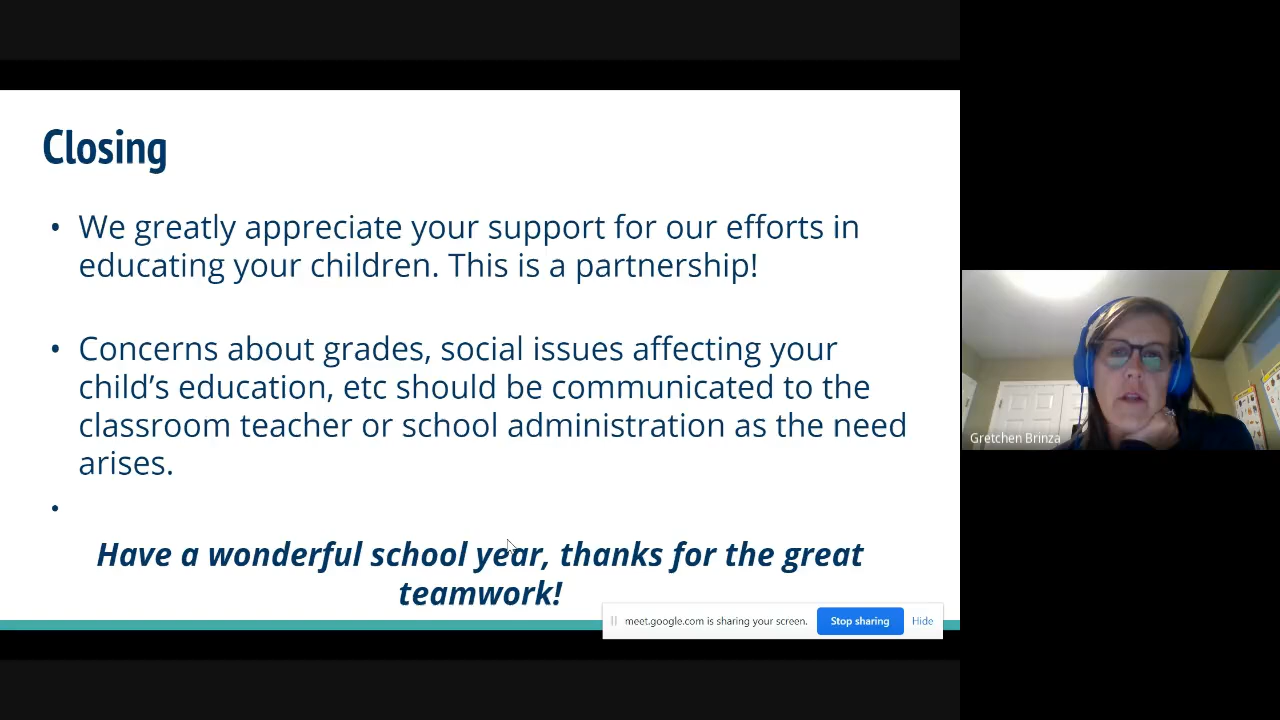 Closing
• We greatly appreciate your support for our efforts in
educating your children. This is a partnership!
• Concerns about grades, social issues affecting your
child’s education, etc should be communicated to the
classroom teacher or school administration as the need
arises.
•
Have a wonderful school year, thanks for the great
teamwork!
meet.google.com is sharing your screen. Stop sharing Hide
Gretchen Brinza